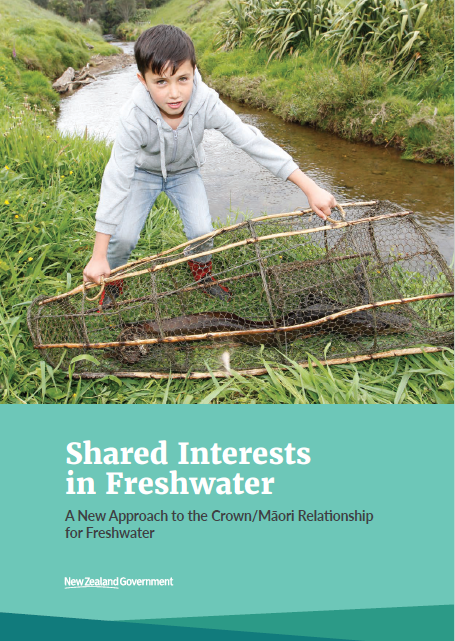 Shared Interests
in Freshwater
A New Approach to the Crown/Māori Relationship
for Freshwater
New Zealand Government